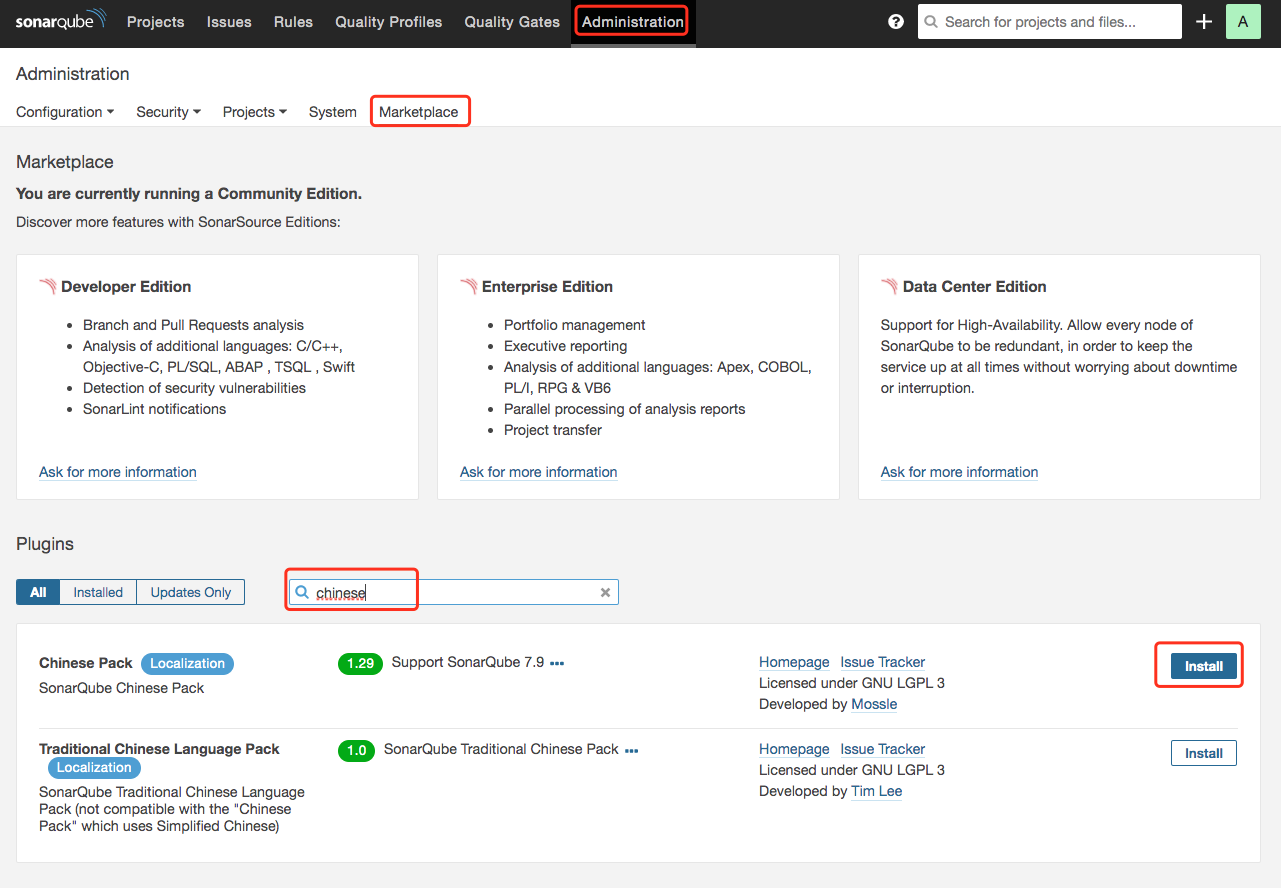 sonarqube Projects Issues Rules Quality Profiles Quality Gates Administration ? Search for projects and files... + A
Administration
Configuration Security Projects System Marketplace
Marketplace
You are currently running a Community Edition.
Discover more features with SonarSource Editions:
Developer Edition
Branch and Pull Requests analysis
Analysis of additional languages: C/C++,
Objective-C, PL/SQL, ABAP , TSQL , Swift
Detection of security vulnerabilities
SonarLint notifications
Ask for more information
Enterprise Edition
Portfolio management
Executive reporting
Analysis of additional languages: Apex, COBOL,
PL/I, RPG & VB6
Parallel processing of analysis reports
Project transfer
Ask for more information
Data Center Edition
Support for High-Availability. Allow every node of
SonarQube to be redundant, in order to keep the
service up at all times without worrying about downtime
or interruption.
Ask for more information
Plugins
All Installed Updates Only chinese
Chinese Pack Localization
SonarQube Chinese Pack
1.29 Support SonarQube 7.9 •••
Homepage Issue Tracker
Licensed under GNU LGPL 3
Developed by Mossle
Install
Traditional Chinese Language Pack
Localization
SonarQube Traditional Chinese Language
Pack (not compatible with the "Chinese
Pack" which uses Simplified Chinese)
1.0 SonarQube Traditional Chinese Pack •••
Homepage Issue Tracker
Licensed under GNU LGPL 3
Developed by Tim Lee
Install